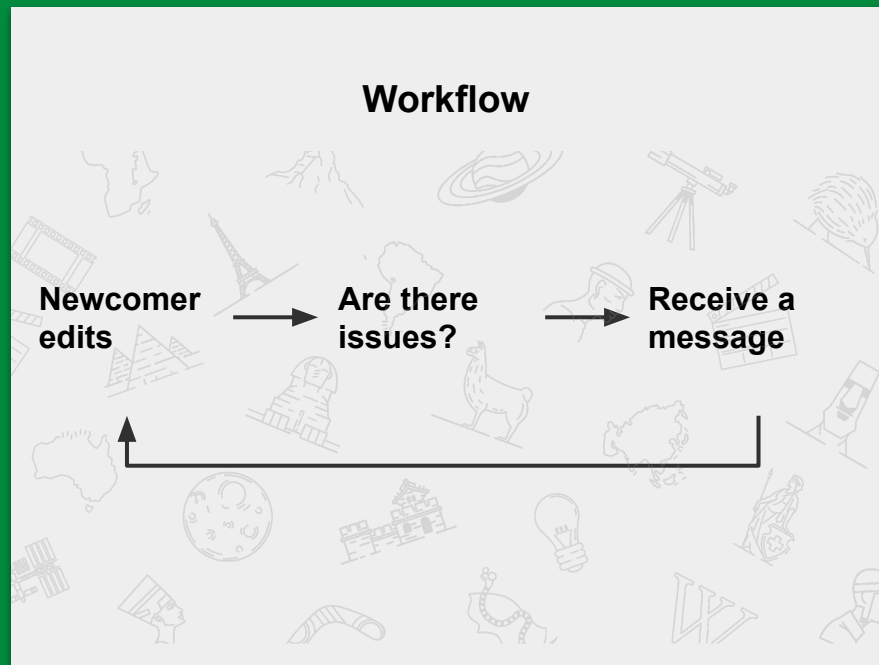 Workflow
Newcomer
edits
Are there
issues?
Receive a
message